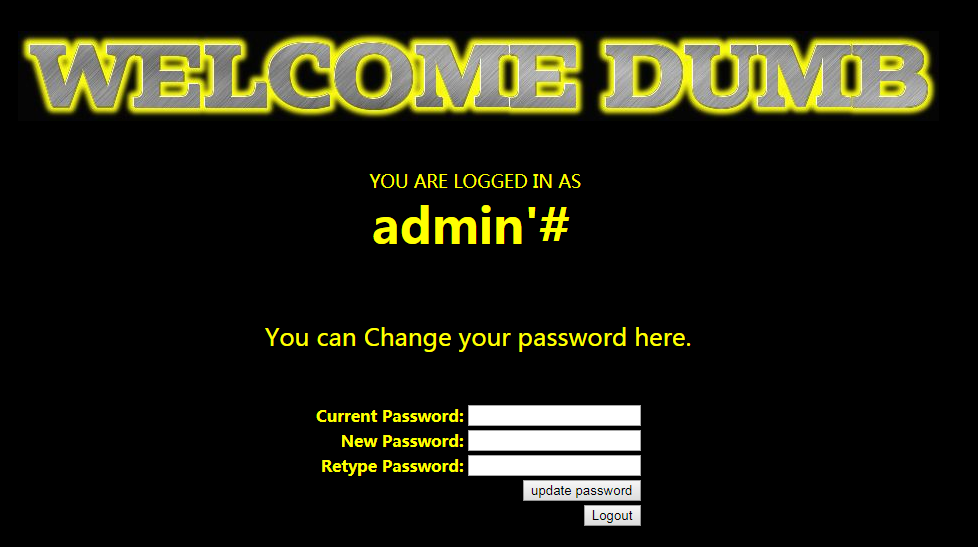 WELCOME DUMB
YOU ARE LOGGED IN AS
admin'#
You can Change your password here.
Current Password:
New Password:
Retype Password:
update password
Logout